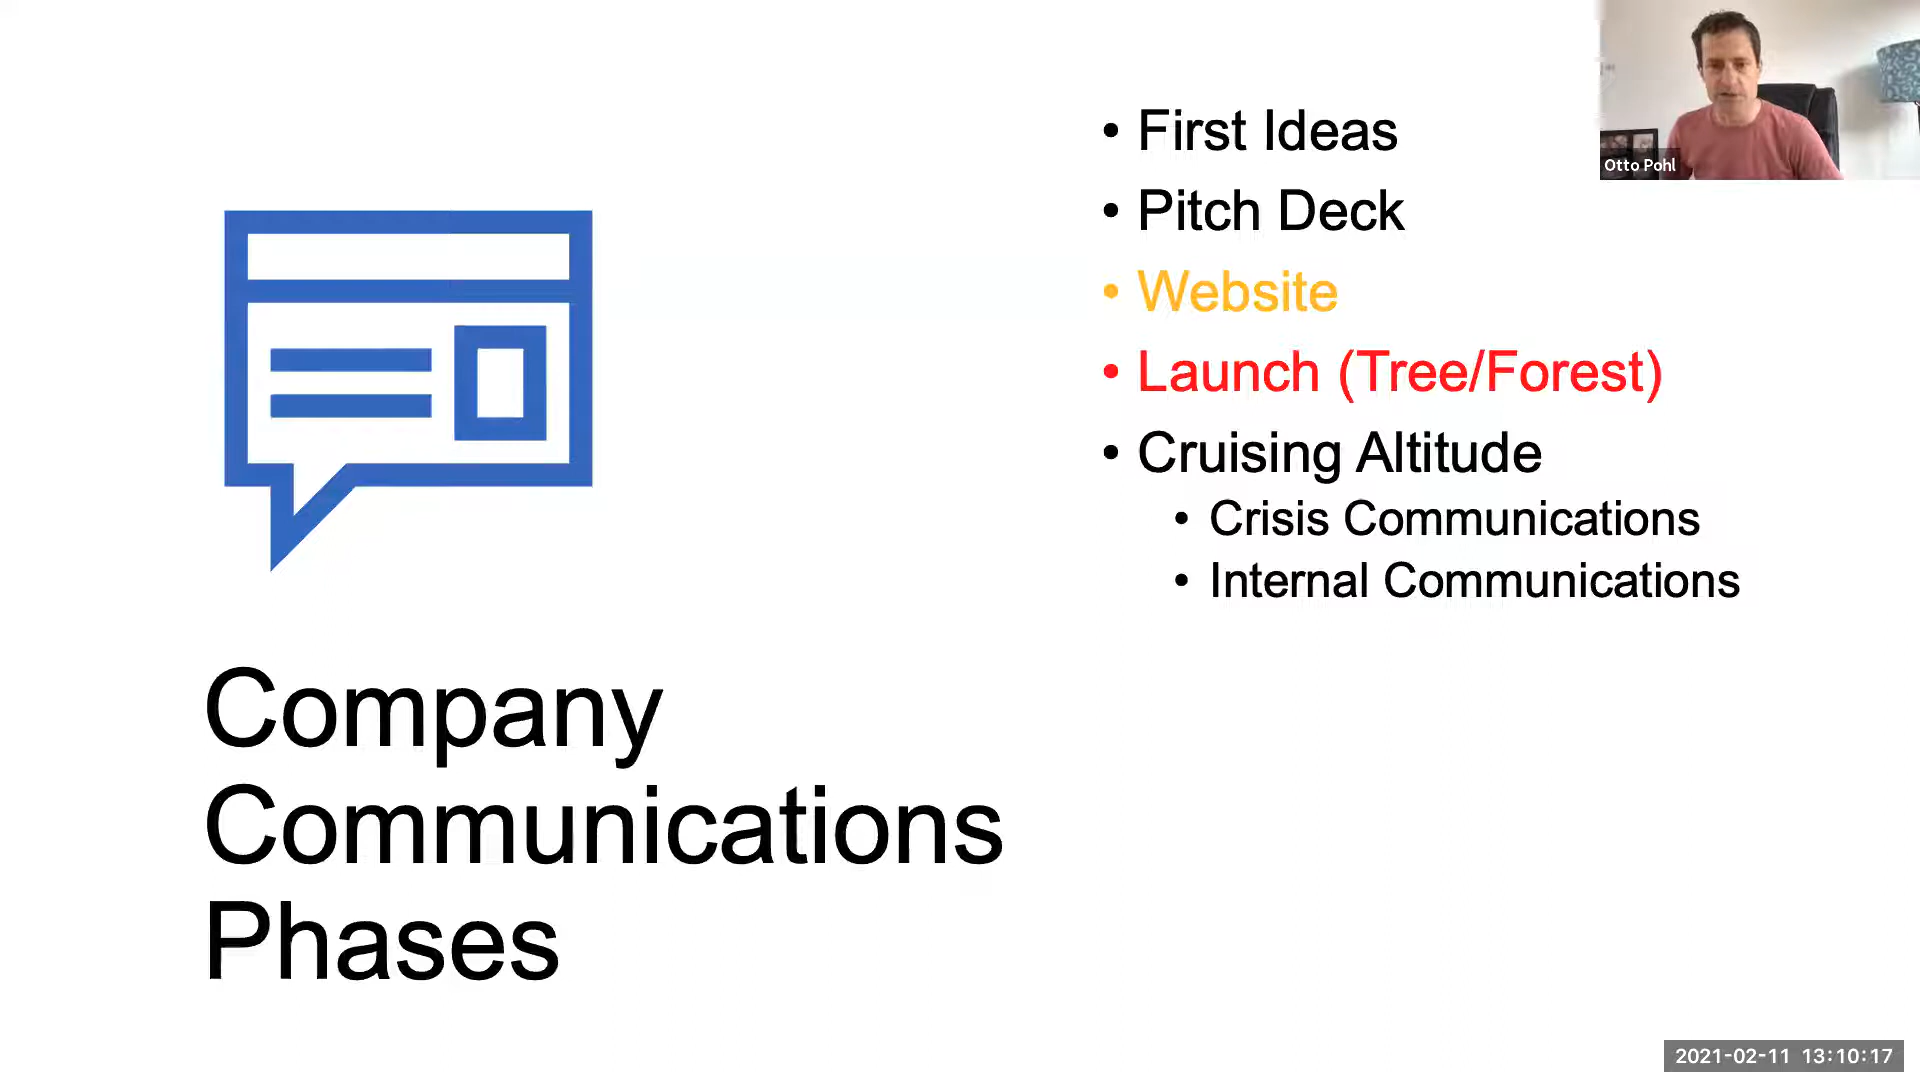 Company
Communications
Phases
• First Ideas
• Pitch Deck
• Website
• Launch (Tree/Forest)
• Cruising Altitude
• Crisis Communications
• Internal Communications
Otto Pohl
2021-02-11 13:10:17